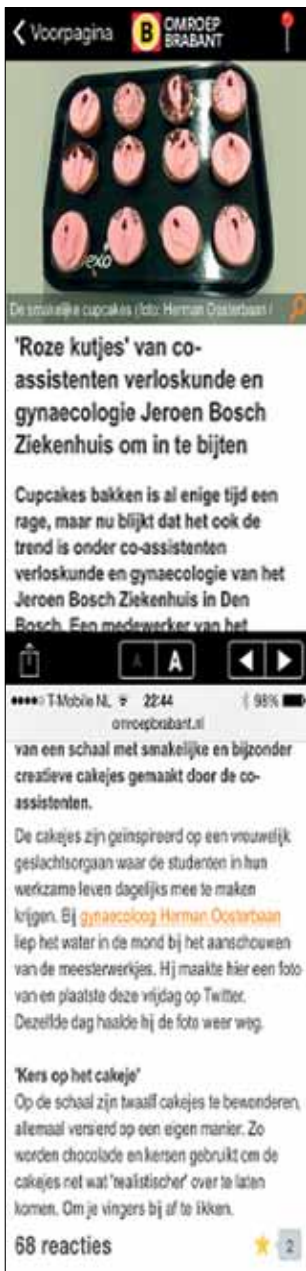 Voorpagina
B OMROEP
BRABANT
exo
De smakelijke cupcakes (foto: Herman Oosterbaan /
'Roze kutjes' van co-
assistenten verloskunde en
gynaecologie Jeroen Bosch
Ziekenhuis om in te bijten
Cupcakes bakken is al enige tijd een
rage, maar nu blijkt dat het ook de
trend is onder co-assistenten
verloskunde en gynaecologie van het
Jeroen Bosch Ziekenhuis in Den
Bosch. Een medewerker van het
A A
T-Mobile NL 22:44 98%
omroepbrabant.nl
van een schaal met smakelijke en bijzonder
creatieve cakejes gemaakt door de co-
assistenten.
De cakejes zijn geïnspireerd op een vrouwelijk
geslachtsorgaan waar de studenten in hun
werkzame leven dagelijks mee te maken
krijgen. Bij gynaecoloog Herman Oosterbaan
liep het water in de mond bij het aanschouwen
van de meesterwerkjes. Hij maakte hier een foto
van en plaatste deze vrijdag op Twitter.
Dezelfde dag haalde hij de foto weer weg.
'Kers op het cakeje'
Op de schaal zijn twaalf cakejes te bewonderen,
allemaal versierd op een eigen manier. Zo
worden chocolade en kersen gebruikt om de
cakejes net wat 'realistischer' over te laten
komen. Om je vingers bij af te likken.
68 reacties 2